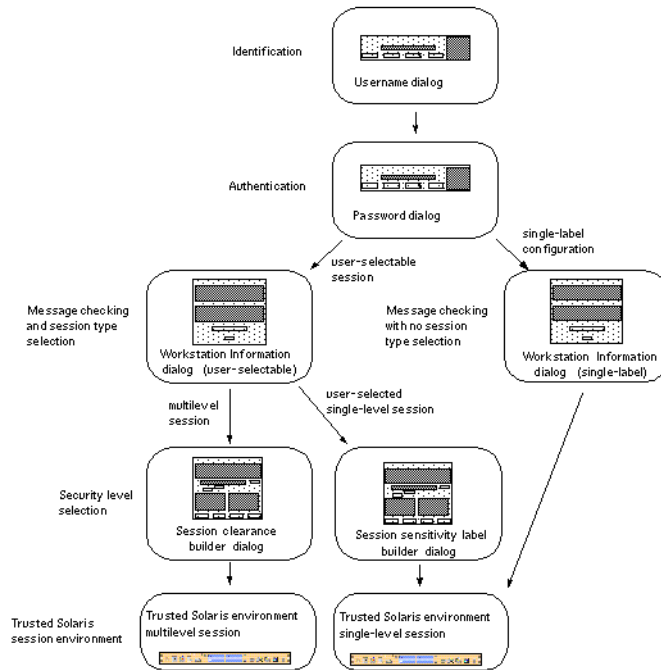 Identification
Username dialog
Authentication
Password dialog
user-selectable
session
single-label
configuration
Message checking
and session type
selection
Workstation Information
dialog (user-selectable)
Message checking
with no session
type selection
Workstation Information
dialog (single-label)
multilevel
session
user-selected
single-level session
Security level
selection
Session clearance
builder dialog
Session sensitivity label
builder dialog
Trusted Solaris
session environment
Trusted Solaris environment
multilevel session
Trusted Solaris environment
single-level session